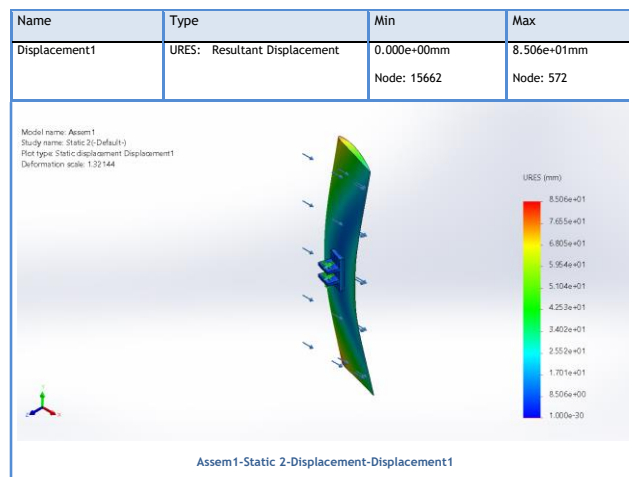 Name Type Min Max
Displacement1 URES: Resultant Displacement 0.000e+00mm 8.506e+01mm
Node: 15662 Node: 572
Model name: Assem1
Study name: Static 2(-Default-)
Plot type: Static displacement Displacement1
Deformation scale: 1.32144
URES (mm)
8.506e+01
7.655e+01
6.805e+01
5.954e+01
5.104e+01
4.253e+01
3.402e+01
2.552e+01
1.701e+01
8.506e+00
1.000e-30
Assem1-Static 2-Displacement-Displacement1